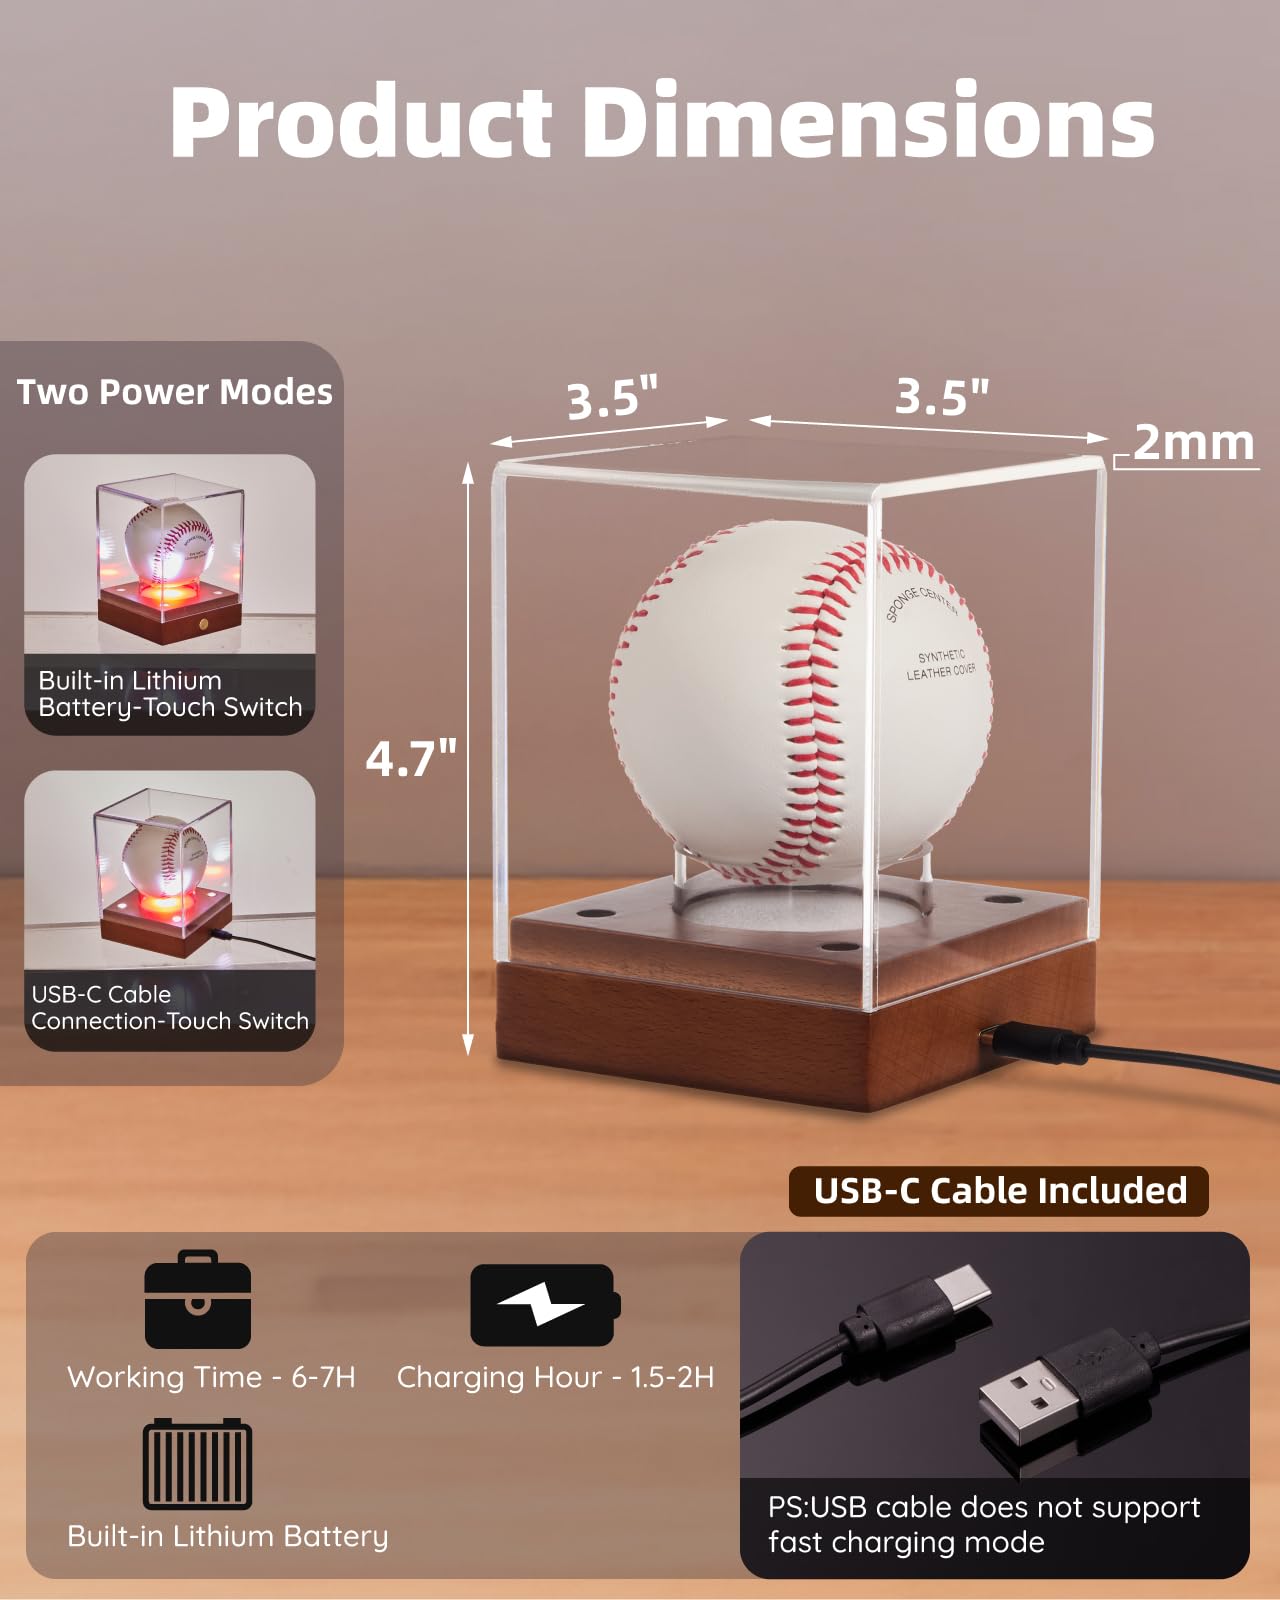 Product Dimensions
Two Power Modes
Built-in Lithium
Battery-Touch Switch
USB-C Cable
Connection-Touch Switch
3.5"
3.5"
2mm
4.7"
SPONGE CENTER
SYNTHETIC
LEATHER COVER
USB-C Cable Included
Working Time - 6-7H
Charging Hour - 1.5-2H
Built-in Lithium Battery
PS:USB cable does not support
fast charging mode